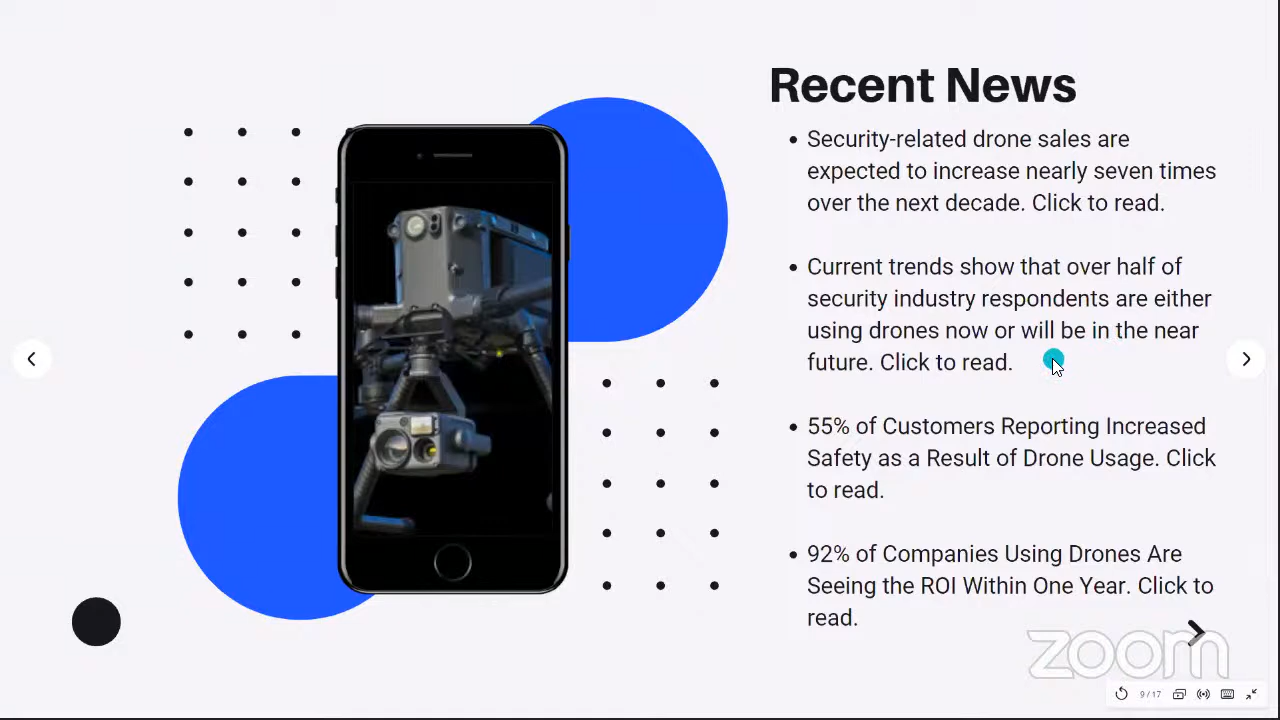 Recent News
Security-related drone sales are
expected to increase nearly seven times
over the next decade. Click to read.
Current trends show that over half of
security industry respondents are either
using drones now or will be in the near
future. Click to read.
55% of Customers Reporting Increased
Safety as a Result of Drone Usage. Click
to read.
92% of Companies Using Drones Are
Seeing the ROI Within One Year. Click to
read.
zoom
9 / 17